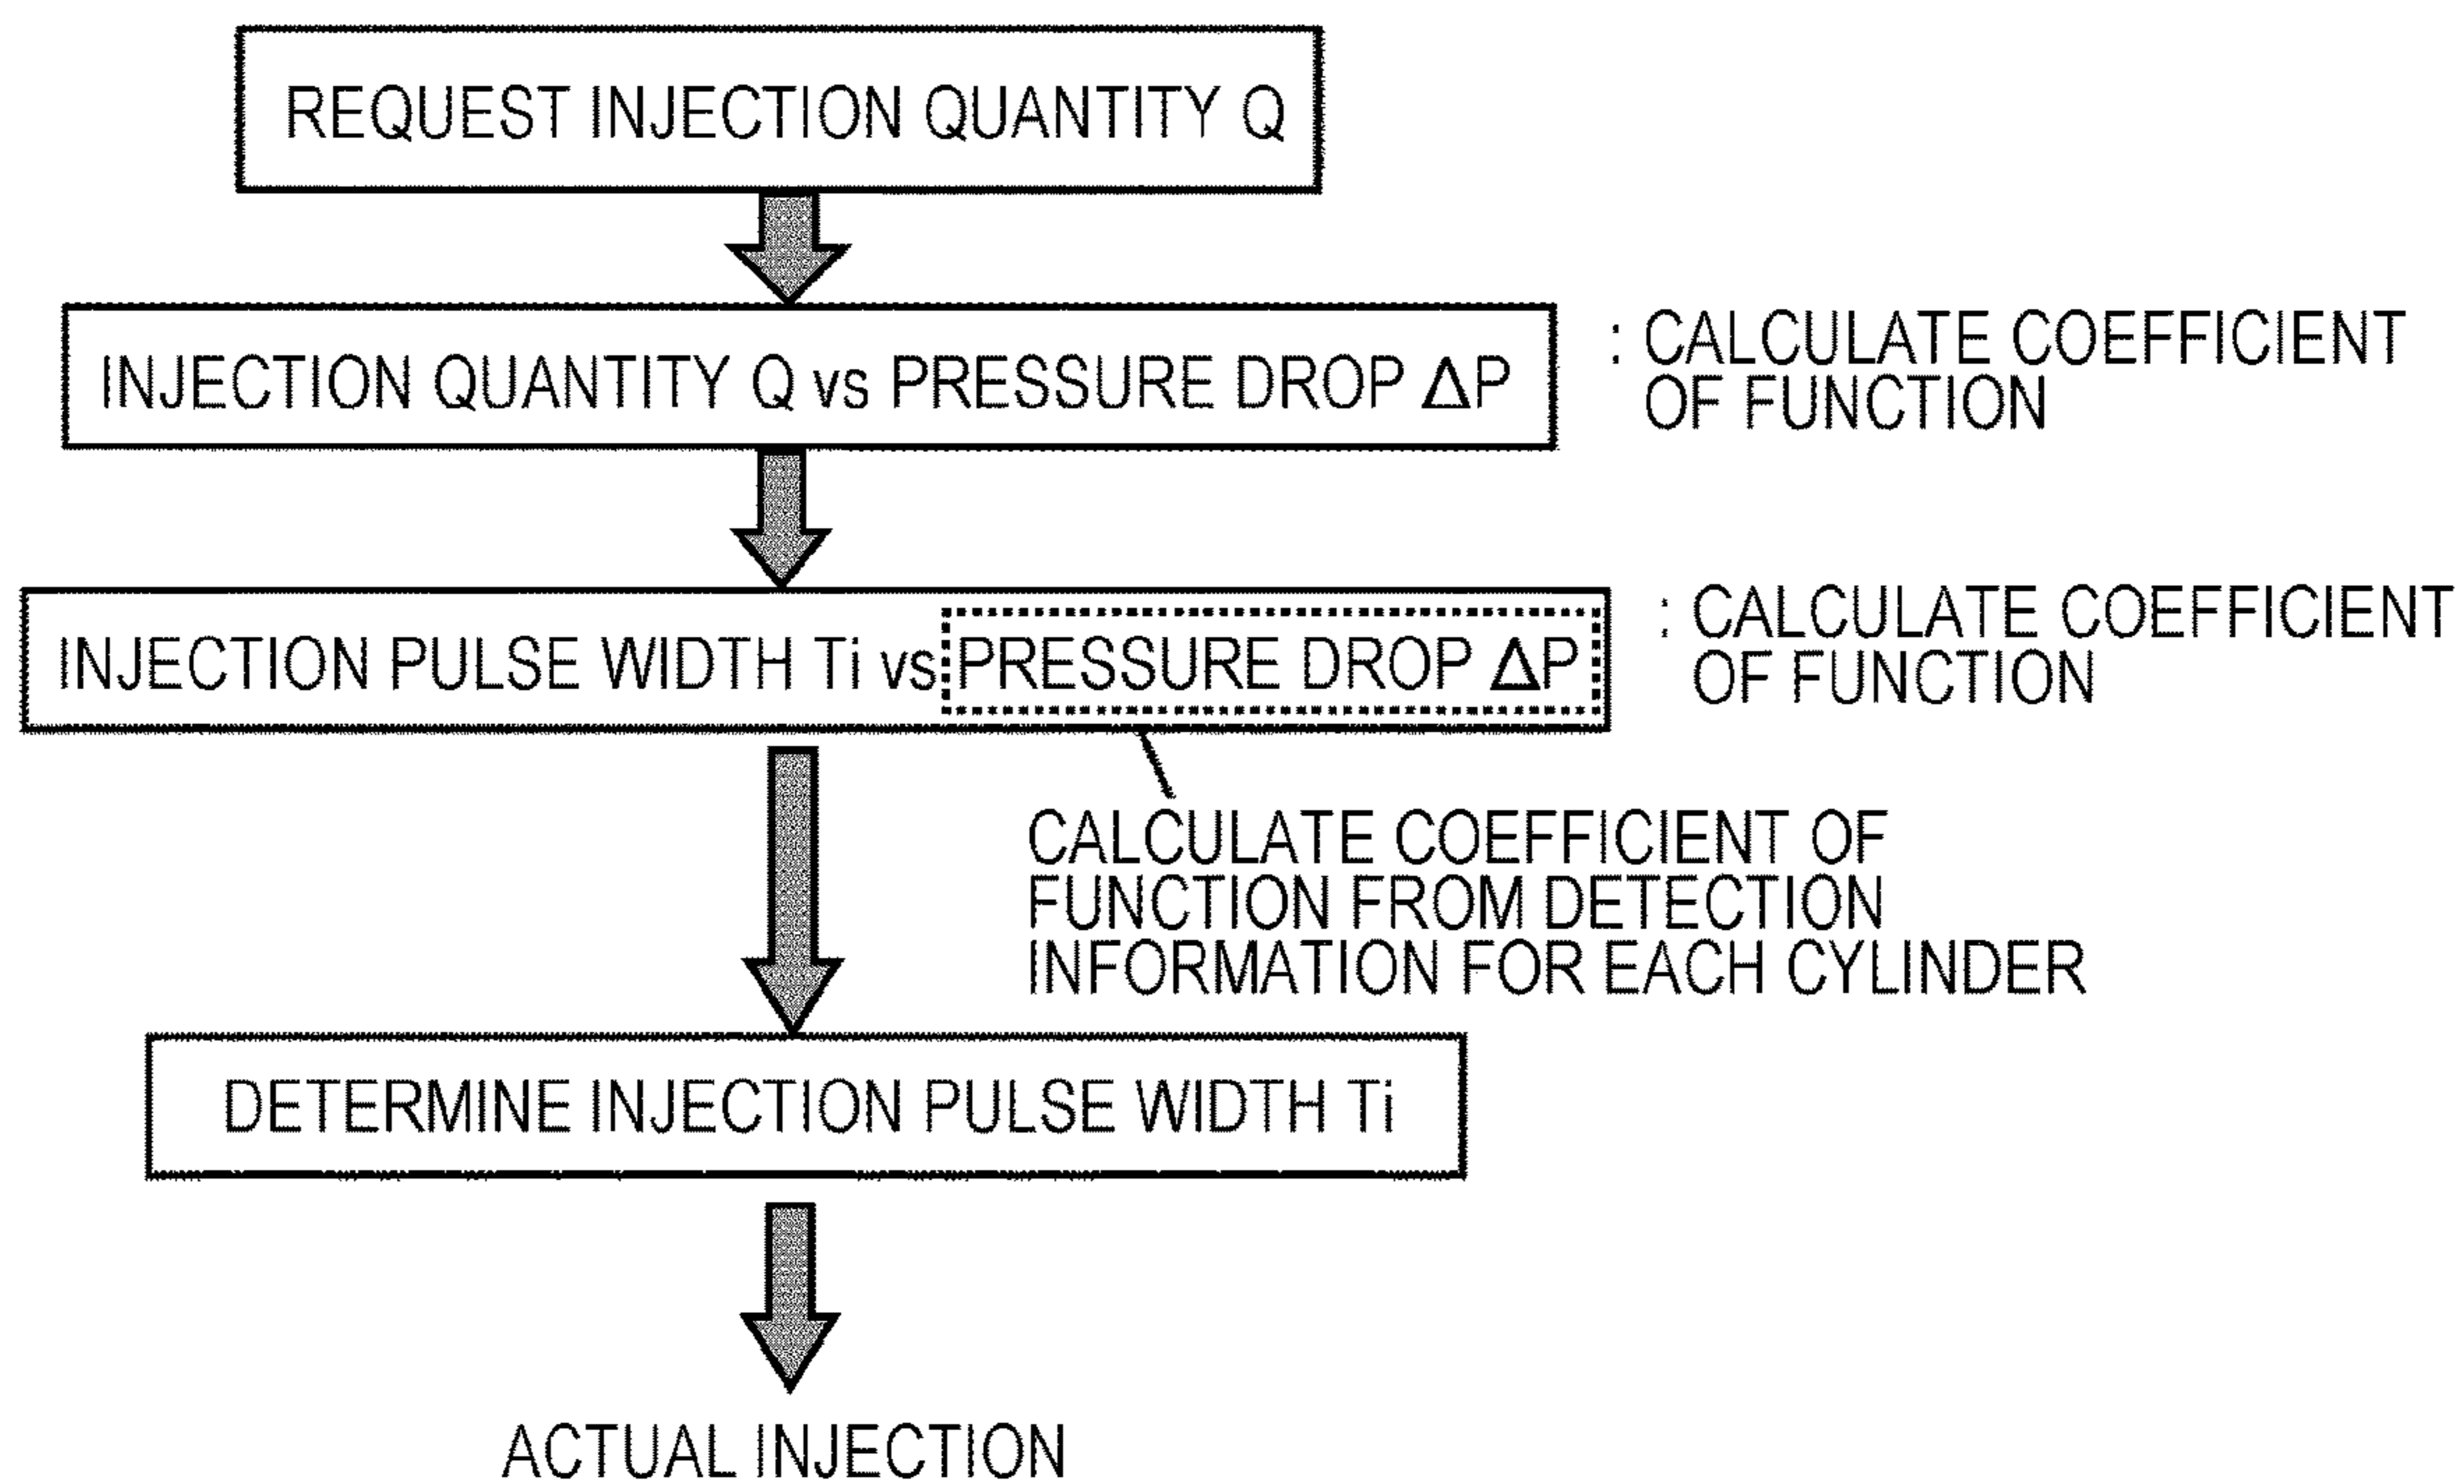 REQUEST INJECTION QUANTITY Q
INJECTION QUANTITY Q vs PRESSURE DROP ΔP
: CALCULATE COEFFICIENT
OF FUNCTION
INJECTION PULSE WIDTH Ti vs PRESSURE DROP ΔP
: CALCULATE COEFFICIENT
OF FUNCTION
CALCULATE COEFFICIENT OF
FUNCTION FROM DETECTION
INFORMATION FOR EACH CYLINDER
DETERMINE INJECTION PULSE WIDTH Ti
ACTUAL INJECTION